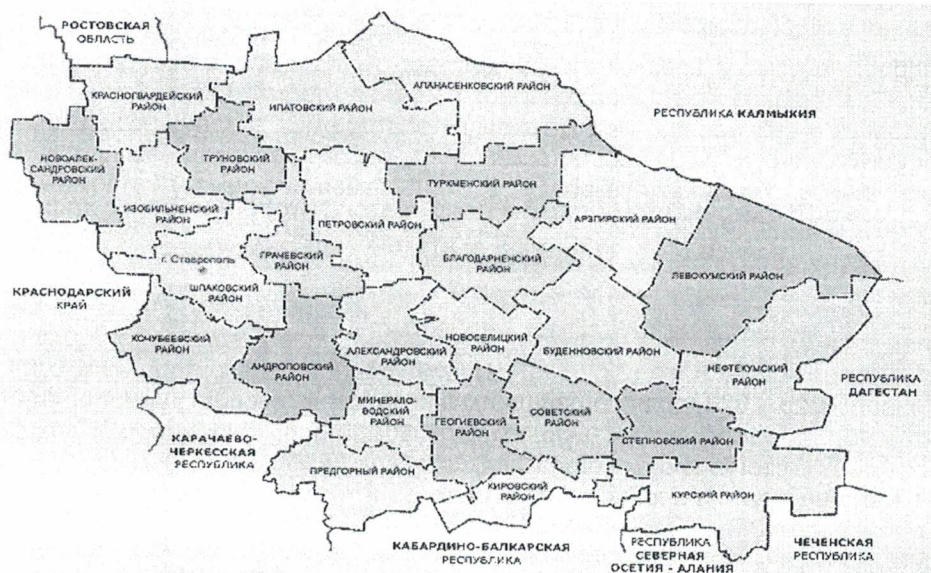 РОСТОВСКАЯ
ОБЛАСТЬ
КРАСНОГВАРДЕЙСКИЙ
РАЙОН
ИПАТОВСКИЙ РАЙОН
АПАНАСЕНКОВСКИЙ РАЙОН
РЕСПУБЛИКА КАЛМЫКИЯ
НОВОАЛЕК-
САНДРОВСКИЙ
РАЙОН
ТРУНОВСКИЙ
РАЙОН
ТУРКМЕНСКИЙ РАЙОН
ИЗОБИЛЬНЕНСКИЙ
РАЙОН
ПЕТРОВСКИЙ РАЙОН
АРЗГИРСКИЙ РАЙОН
г. Ставрополь
ГРАЧЕВСКИЙ
РАЙОН
БЛАГОДАРНЕНСКИЙ
РАЙОН
ЛЕВОКУМСКИЙ РАЙОН
ШПАКОВСКИЙ
РАЙОН
КРАСНОДАРСКИЙ
КРАЙ
КОЧУБЕЕВСКИЙ
РАЙОН
АНДРОПОВСКИЙ
РАЙОН
АЛЕКСАНДРОВСКИЙ
РАЙОН
НОВОСЕЛИЦКИЙ
РАЙОН
БУДЕННОВСКИЙ РАЙОН
НЕФТЕКУМСКИЙ
РАЙОН
РЕСПУБЛИКА
ДАГЕСТАН
МИНЕРАЛО-
ВОДСКИЙ
РАЙОН
ГЕОГИЕВСКИЙ
РАЙОН
СОВЕТСКИЙ
РАЙОН
СТЕПНОВСКИЙ РАЙОН
КАРАЧАЕВО-
ЧЕРКЕССКАЯ
РЕСПУБЛИКА
ПРЕДГОРНЫЙ РАЙОН
КИРОВСКИЙ
РАЙОН
КУРСКИЙ РАЙОН
КАБАРДИНО-БАЛКАРСКАЯ
РЕСПУБЛИКА
РЕСПУБЛИКА
СЕВЕРНАЯ
ОСЕТИЯ - АЛАНИЯ
ЧЕЧЕНСКАЯ
РЕСПУБЛИКА